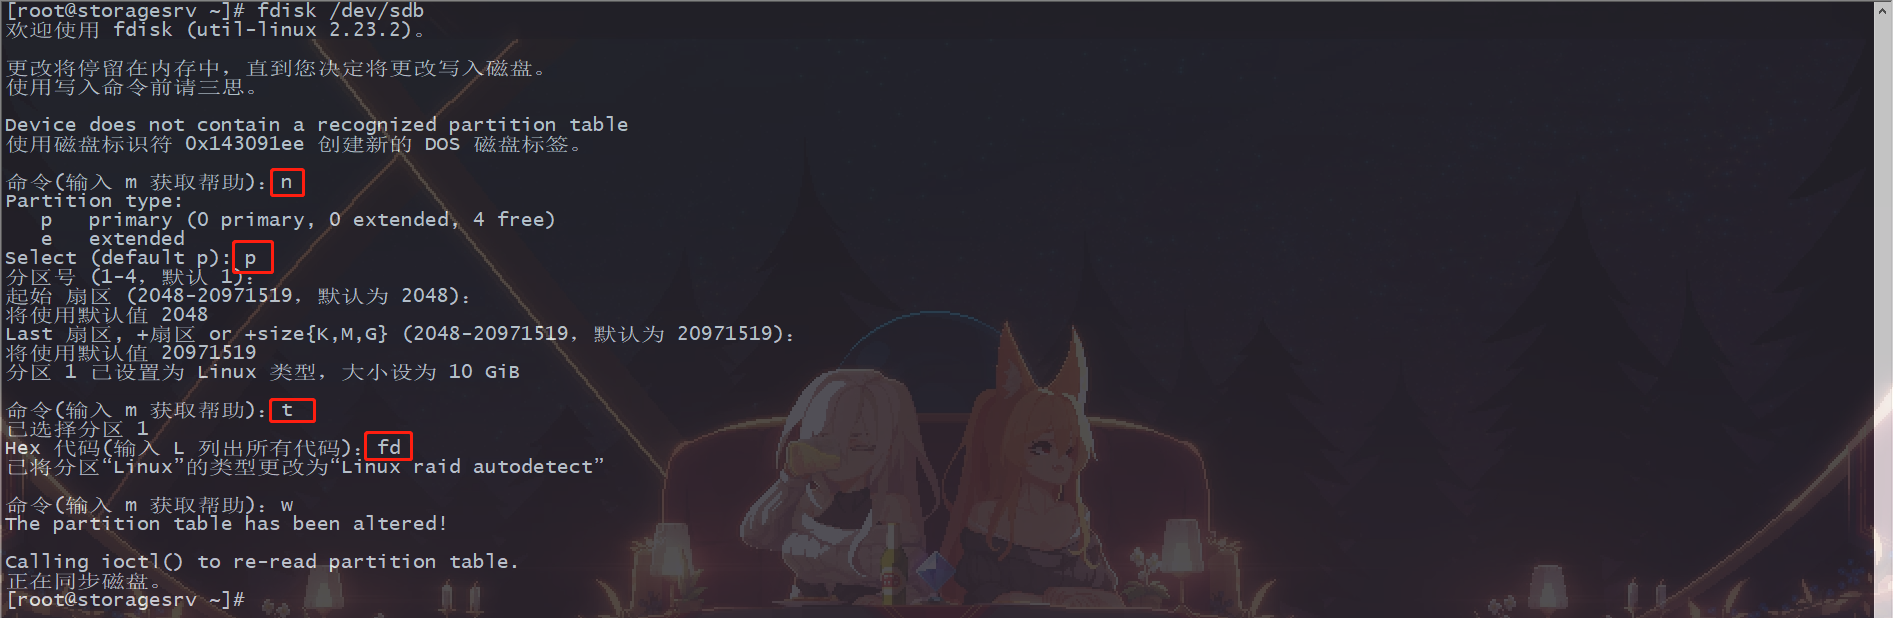 [root@storagesrv ~]# fdisk /dev/sdb
欢迎使用 fdisk (util-linux 2.23.2)。
更改将停留在内存中，直到您决定将更改写入磁盘。
使用写入命令前请三思。
Device does not contain a recognized partition table
使用磁盘标识符 0x143091ee 创建新的 DOS 磁盘标签。
命令(输入 m 获取帮助)：n
Partition type:
   p   primary (0 primary, 0 extended, 4 free)
   e   extended
Select (default p): p
分区号 (1-4，默认 1)：
起始 扇区 (2048-20971519，默认为 2048)：
将使用默认值 2048
Last 扇区, +扇区 or +size{K,M,G} (2048-20971519，默认为 20971519)：
将使用默认值 20971519
分区 1 已设置为 Linux 类型，大小设为 10 GiB
命令(输入 m 获取帮助)：t
已选择分区 1
Hex 代码(输入 L 列出所有代码)：fd
已将分区“Linux”的类型更改为“Linux raid autodetect”
命令(输入 m 获取帮助)：w
The partition table has been altered!
Calling ioctl() to re-read partition table.
正在同步磁盘。
[root@storagesrv ~]#